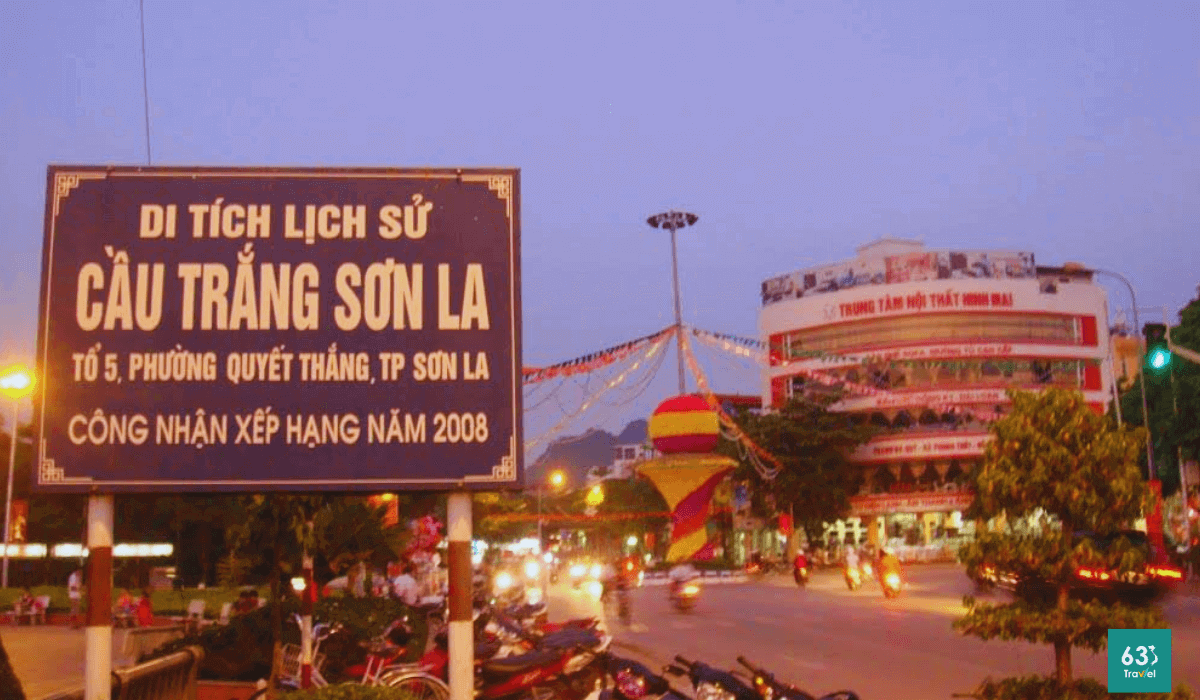 DI TÍCH LỊCH SỬ
CẦU TRẮNG SƠN LA
TỔ 5, PHƯỜNG QUYẾT THẮNG, TP SƠN LA
CÔNG NHẬN XẾP HẠNG NĂM 2008
TRUNG TÂM NỘI THẤT NINH MAI
63
Travel